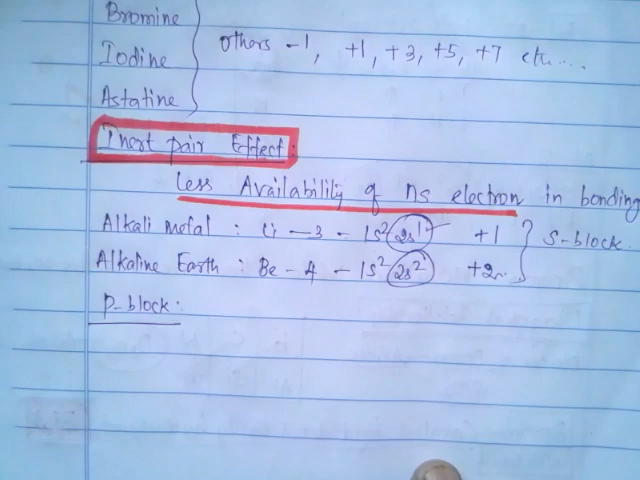 Bromine
Iodine
Astatine
others -1, +1, +3, +5, +7 etc....
Inert pair Effect:
Less Availability of ns electron in bonding
Alkali metal : Li - 3 - 1s² 2s¹ +1
Alkaline Earth : Be - 4 - 1s² 2s² +2
S-block
P-block: